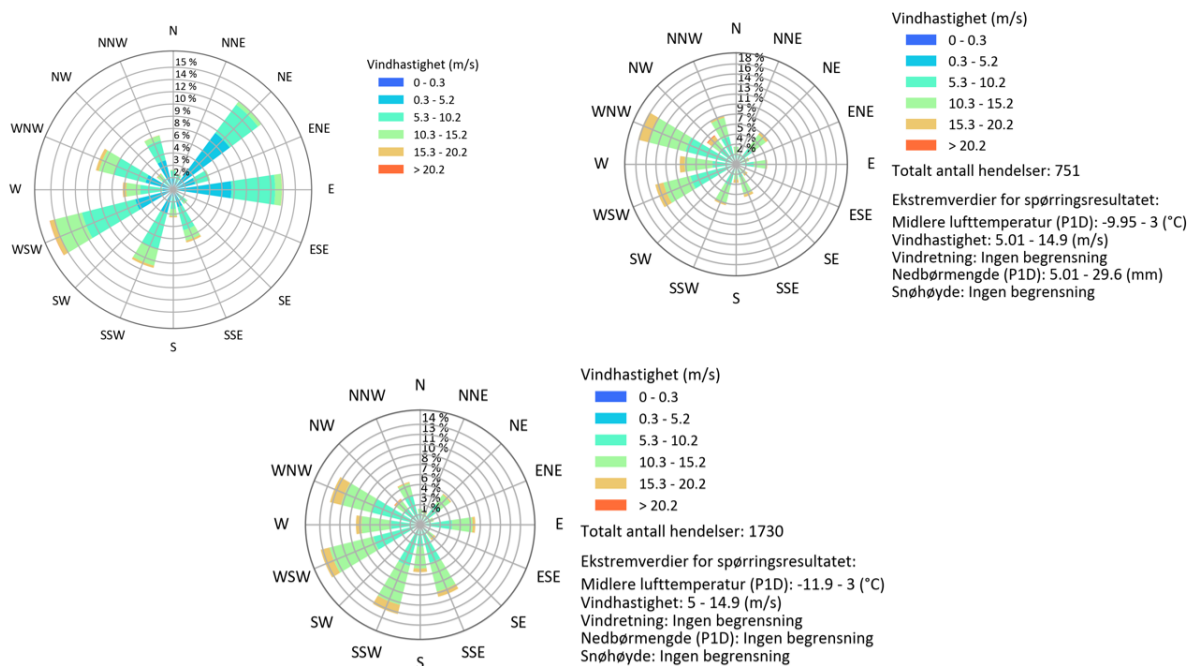 N
NNE
NE
ENE
E
ESE
SE
SSE
S
SSW
SW
WSW
W
WNW
NW
NNW
15 %
14 %
12 %
10 %
9 %
8 %
6 %
4 %
3 %
2 %
Vindhastighet (m/s)
0 - 0.3
0.3 - 5.2
5.3 - 10.2
10.3 - 15.2
15.3 - 20.2
> 20.2
N
NNE
NE
ENE
E
ESE
SE
SSE
S
SSW
SW
WSW
W
WNW
NW
NNW
18 %
16 %
14 %
13 %
11 %
9 %
7 %
5 %
4 %
2 %
Vindhastighet (m/s)
0 - 0.3
0.3 - 5.2
5.3 - 10.2
10.3 - 15.2
15.3 - 20.2
> 20.2
Totalt antall hendelser: 751
Ekstremverdier for spørringsresultatet:
Midlere lufttemperatur (P1D): -9.95 - 3 (°C)
Vindhastighet: 5.01 - 14.9 (m/s)
Vindretning: Ingen begrensning
Nedbørmengde (P1D): 5.01 - 29.6 (mm)
Snøhøyde: Ingen begrensning
N
NNE
NE
ENE
E
ESE
SE
SSE
S
SSW
SW
WSW
W
WNW
NW
NNW
14 %
13 %
11 %
10 %
8 %
7 %
6 %
4 %
3 %
1 %
Vindhastighet (m/s)
0 - 0.3
0.3 - 5.2
5.3 - 10.2
10.3 - 15.2
15.3 - 20.2
> 20.2
Totalt antall hendelser: 1730
Ekstremverdier for spørringsresultatet:
Midlere lufttemperatur (P1D): -11.9 - 3 (°C)
Vindhastighet: 5 - 14.9 (m/s)
Vindretning: Ingen begrensning
Nedbørmengde (P1D): Ingen begrensning
Snøhøyde: Ingen begrensning